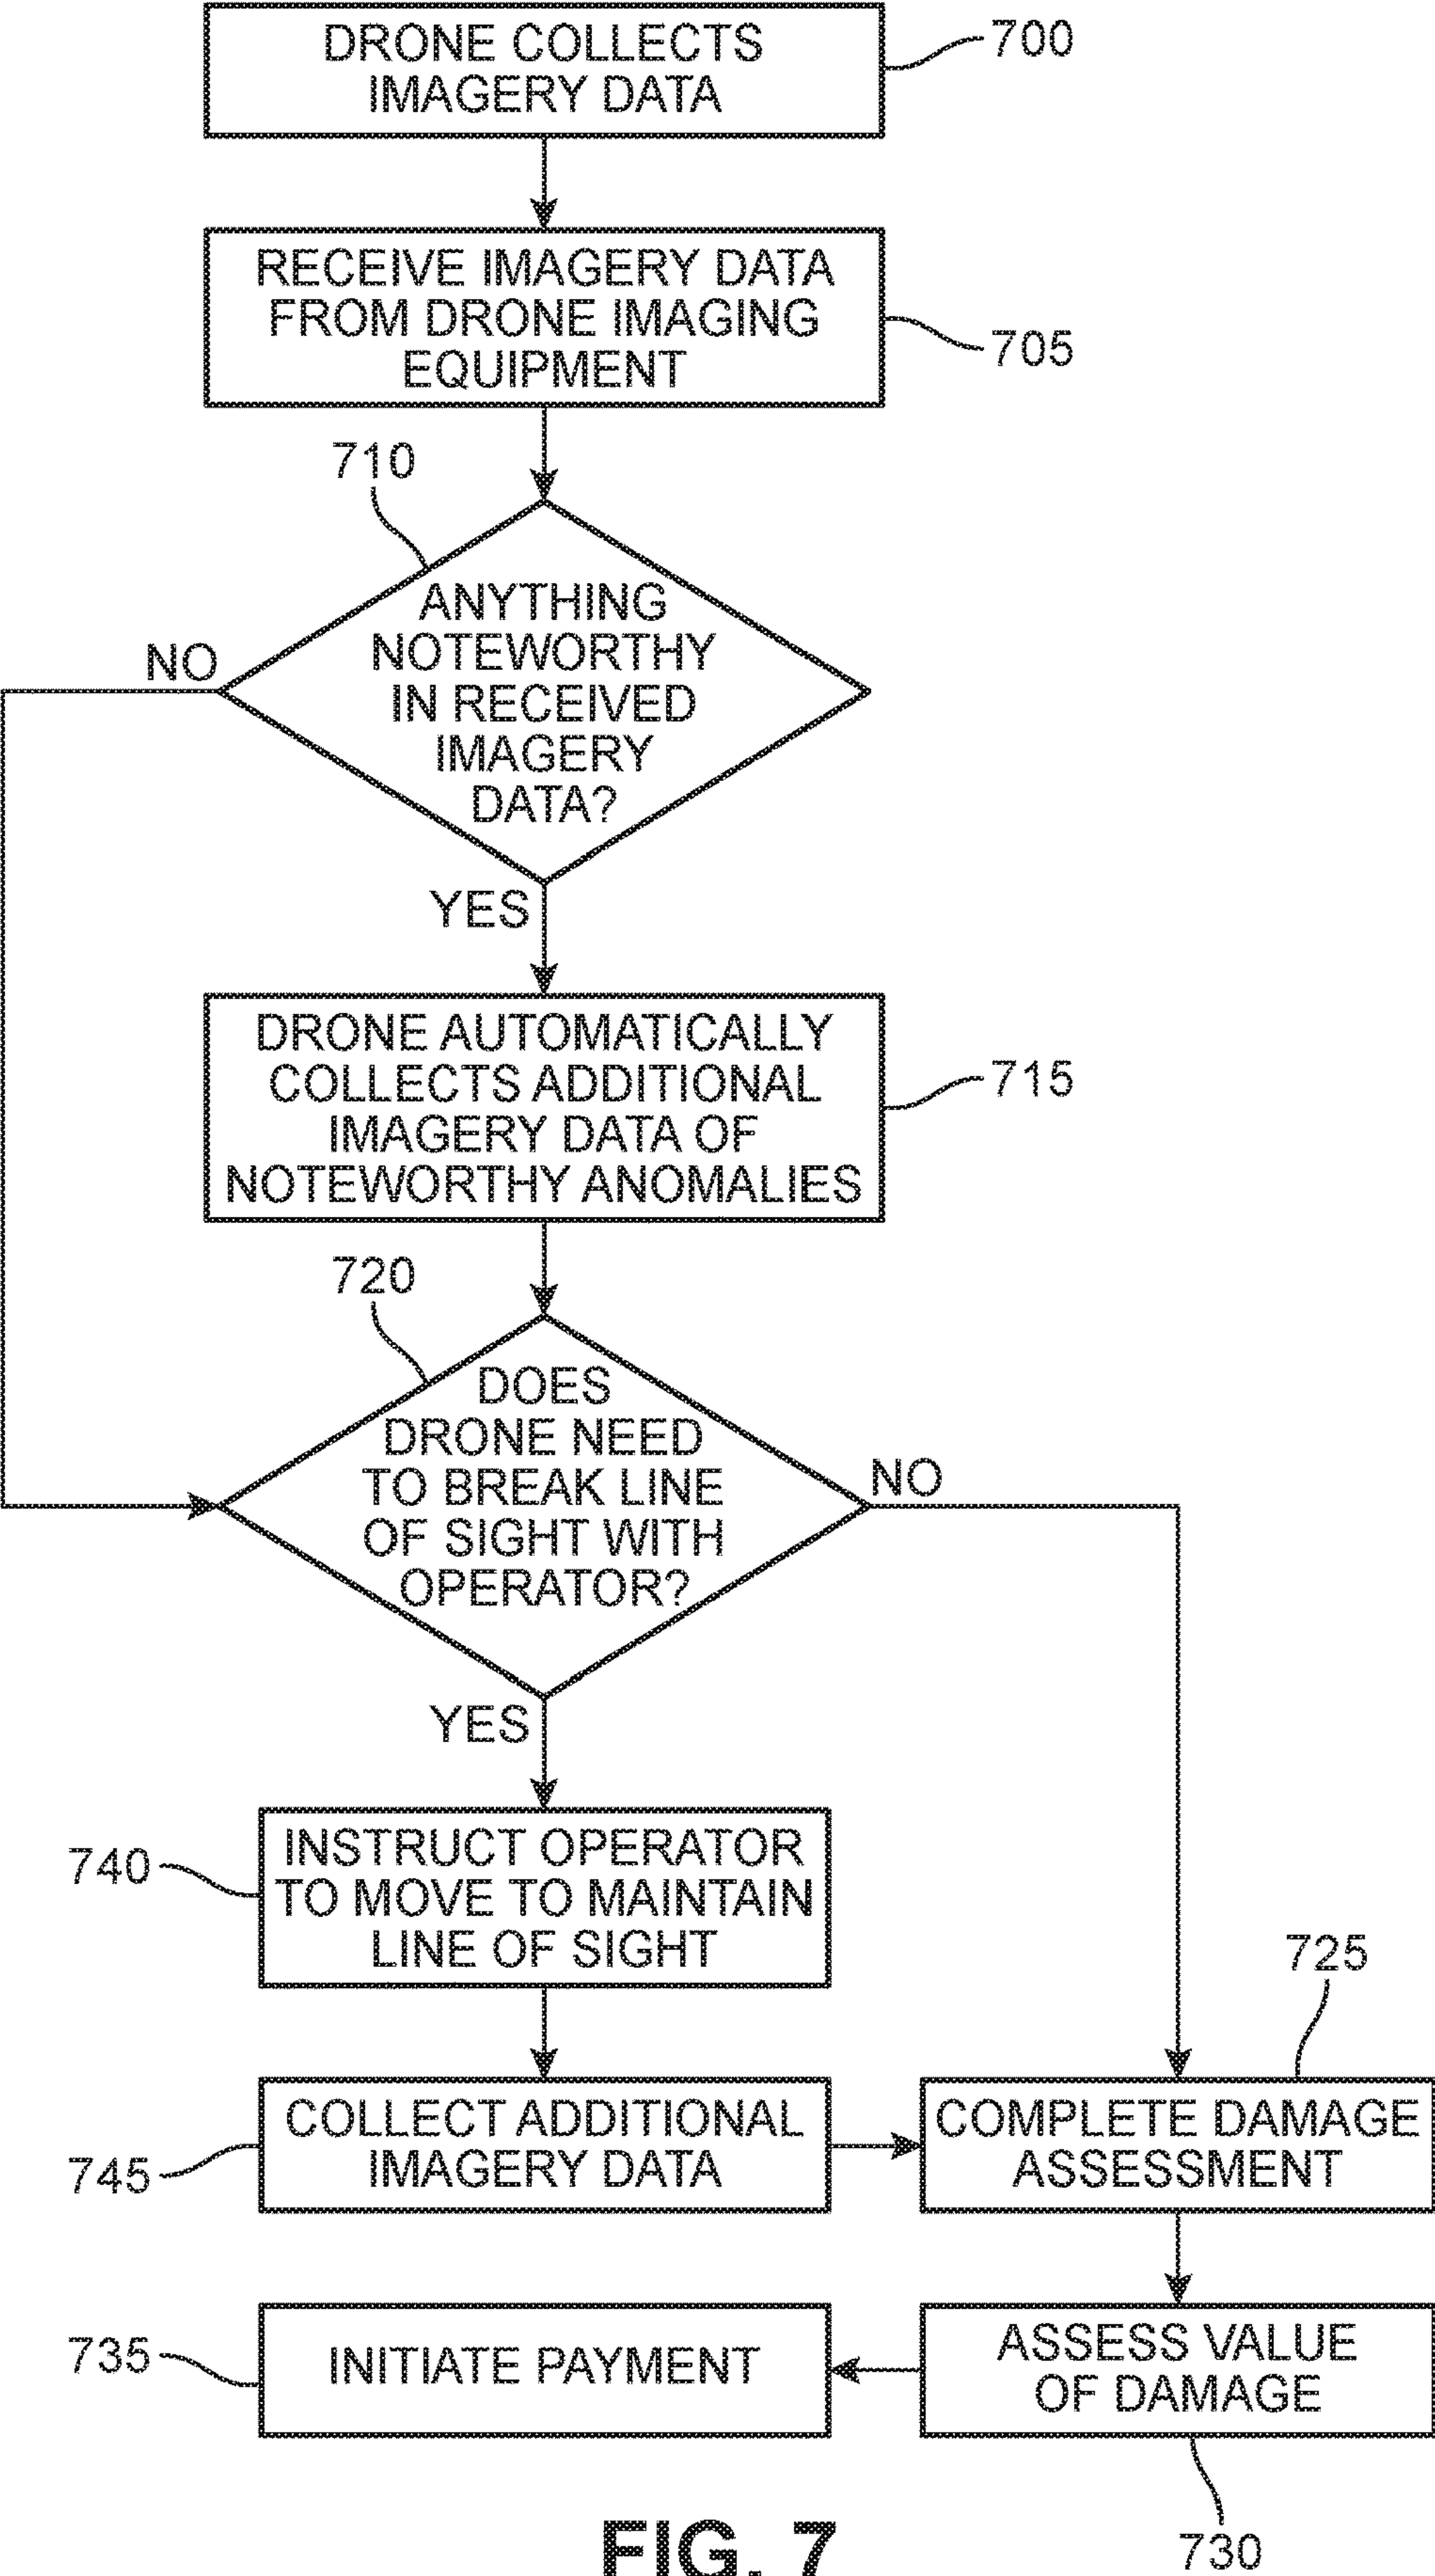 DRONE COLLECTS
IMAGERY DATA
700
RECEIVE IMAGERY DATA
FROM DRONE IMAGING
EQUIPMENT
705
710
ANYTHING
NOTEWORTHY
IN RECEIVED
IMAGERY
DATA?
NO
YES
DRONE AUTOMATICALLY
COLLECTS ADDITIONAL
IMAGERY DATA OF
NOTEWORTHY ANOMALIES
715
720
DOES
DRONE NEED
TO BREAK LINE
OF SIGHT WITH
OPERATOR?
NO
YES
740
INSTRUCT OPERATOR
TO MOVE TO MAINTAIN
LINE OF SIGHT
725
745
COLLECT ADDITIONAL
IMAGERY DATA
COMPLETE DAMAGE
ASSESSMENT
735
INITIATE PAYMENT
ASSESS VALUE
OF DAMAGE
730
FIG. 7